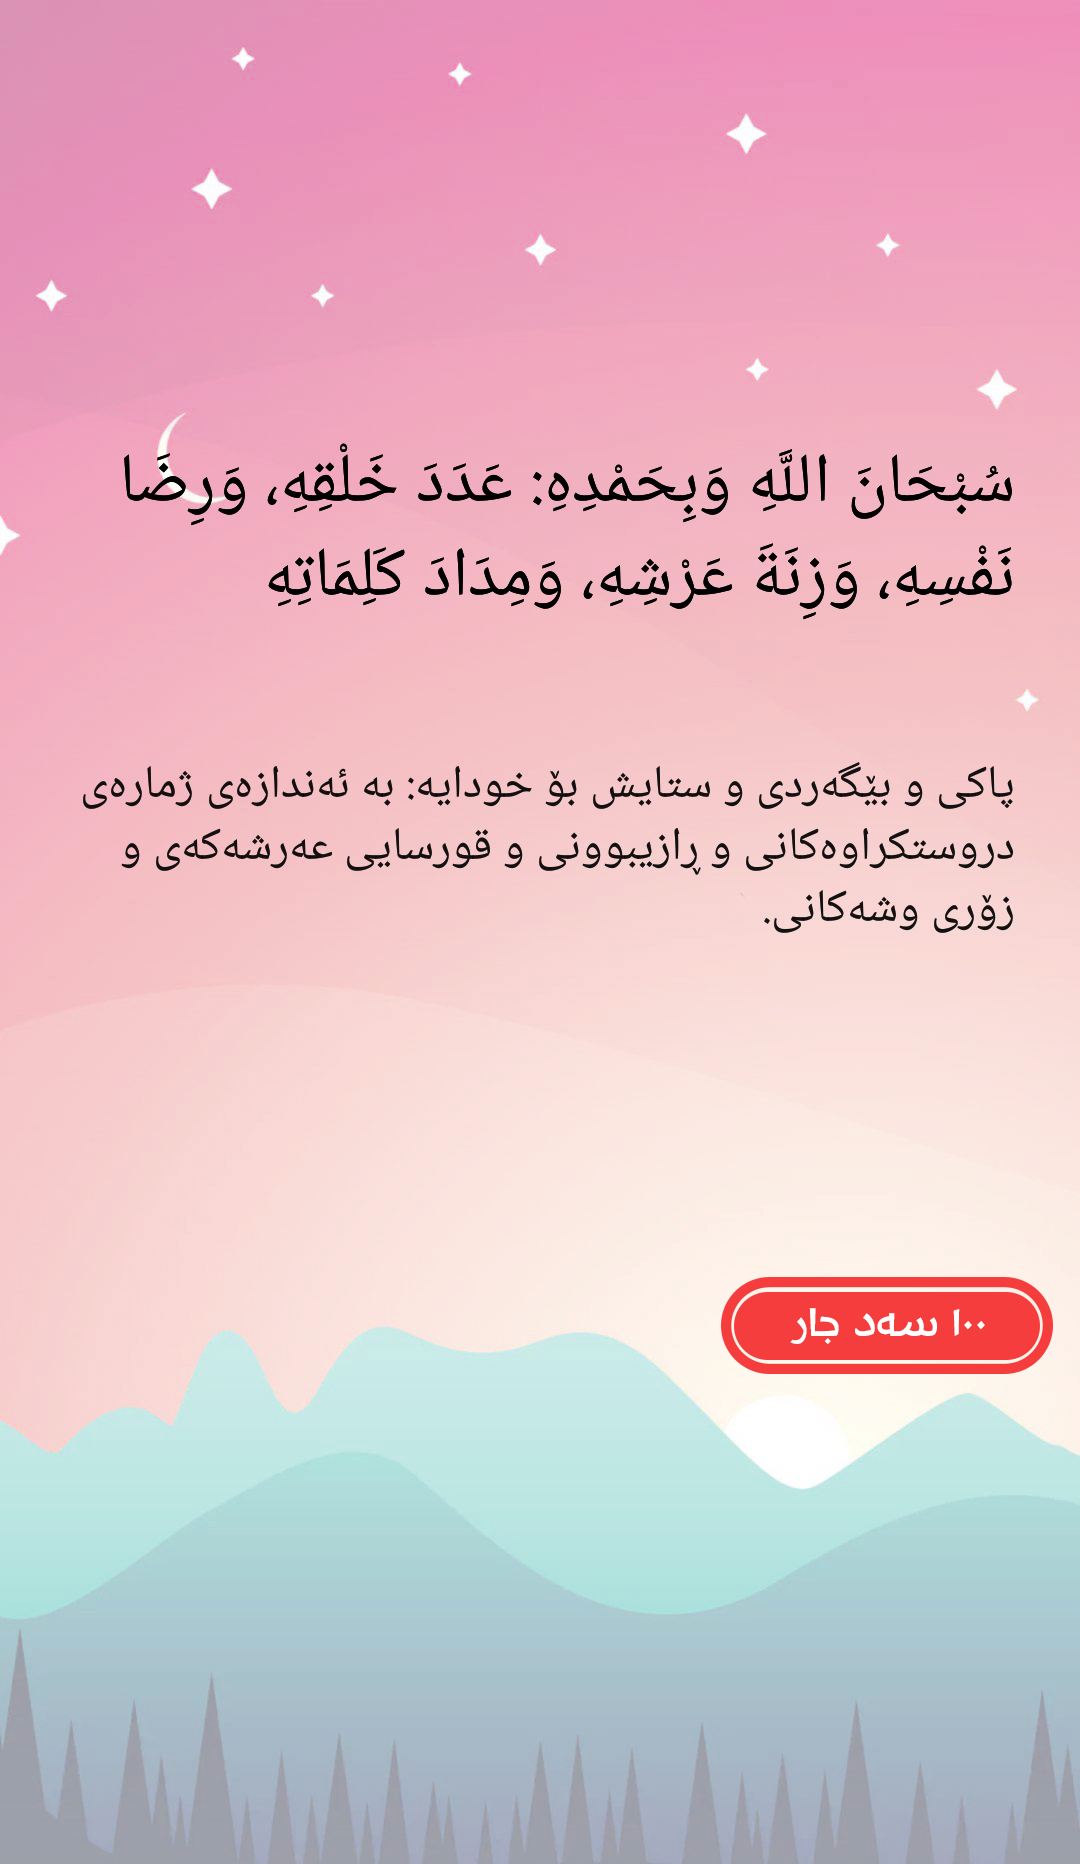 سُبْحَانَ اللَّهِ وَبِحَمْدِهِ: عَدَدَ خَلْقِهِ، وَرِضَا
نَفْسِهِ، وَزِنَةَ عَرْشِهِ، وَمِدَادَ كَلِمَاتِهِ
پاکی و بێگەردی و ستایش بۆ خودایە: بە ئەندازەی ژمارەی
دروستکراوەکانی و ڕازیبوونی و قورسایی عەرشەکەی و
زۆری وشەکانی.
١٠٠ سەد جار